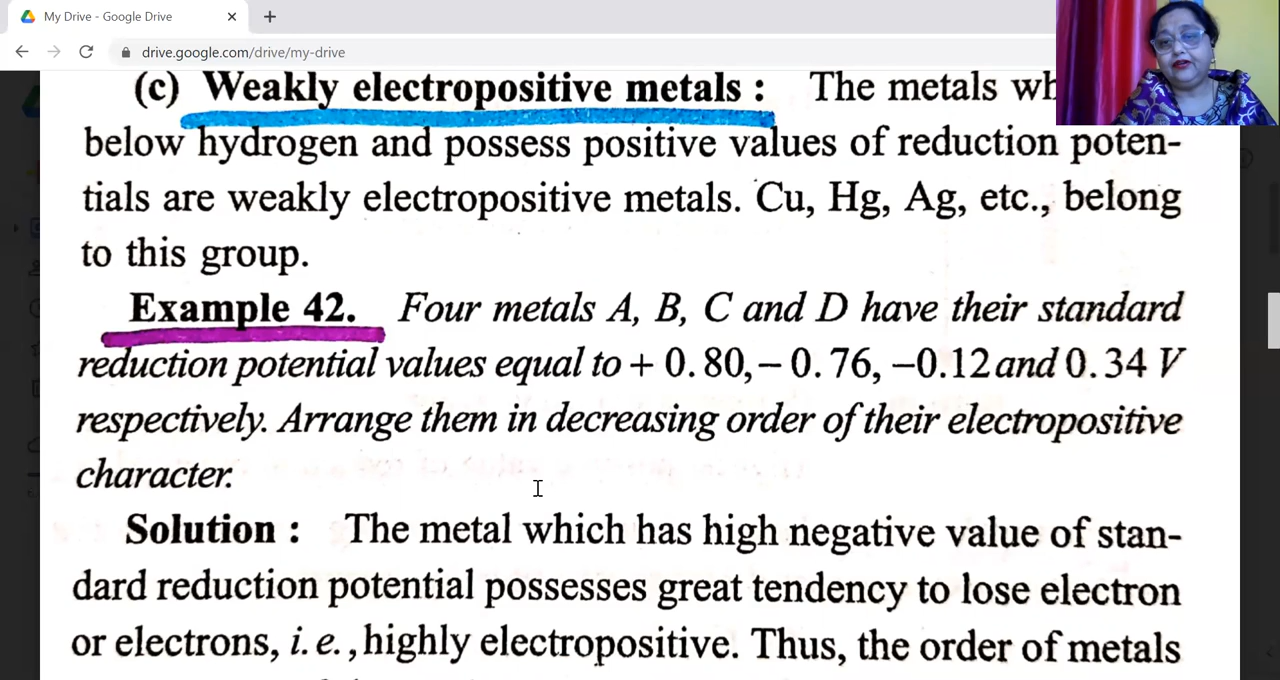 My Drive - Google Drive
drive.google.com/drive/my-drive
(c) Weakly electropositive metals : The metals wh
below hydrogen and possess positive values of reduction poten-
tials are weakly electropositive metals. Cu, Hg, Ag, etc., belong
to this group.
Example 42. Four metals A, B, C and D have their standard
reduction potential values equal to + 0.80, – 0.76, –0.12 and 0.34 V
respectively. Arrange them in decreasing order of their electropositive
character.
Solution : The metal which has high negative value of stan-
dard reduction potential possesses great tendency to lose electron
or electrons, i.e., highly electropositive. Thus, the order of metals